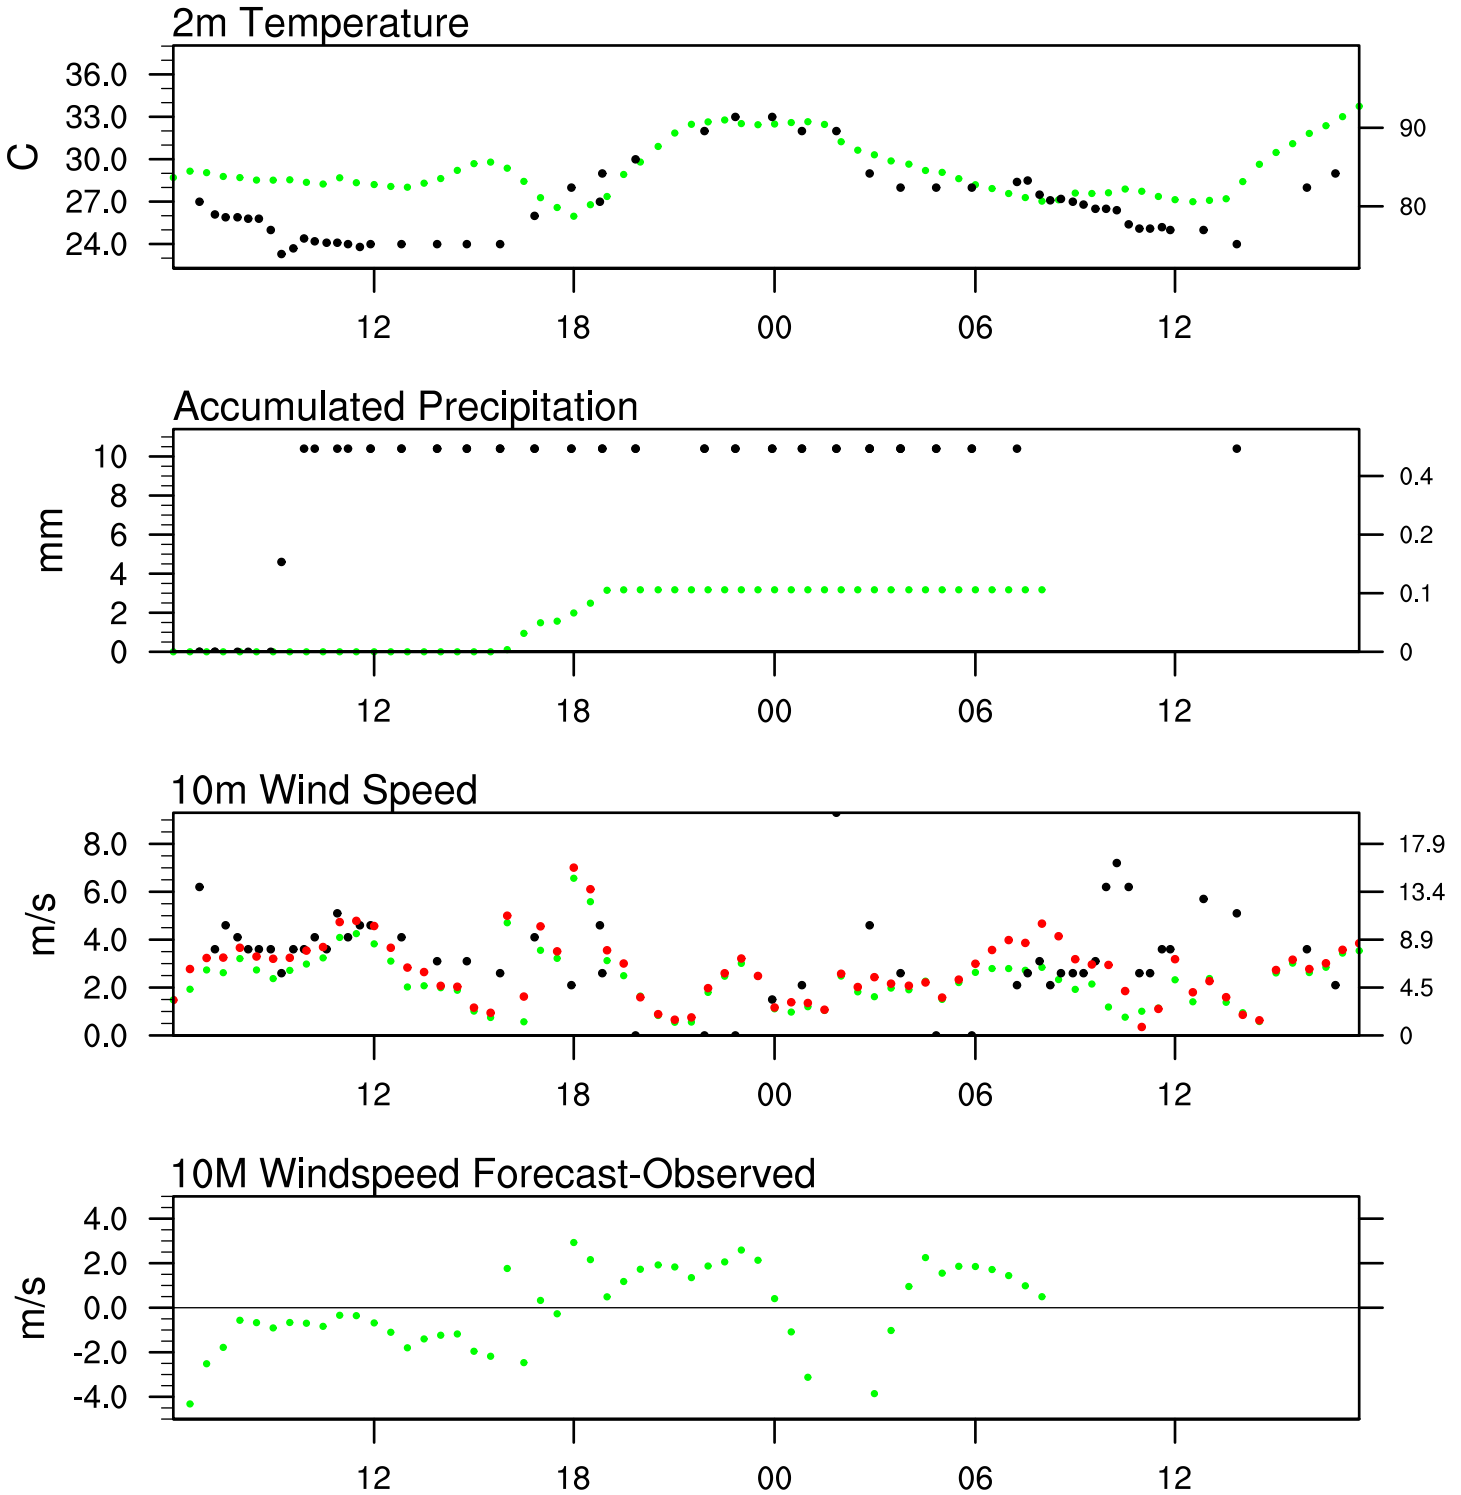 2m Temperature
36.0
33.0
30.0
27.0
24.0
C
90
80
12 18 00 06 12
Accumulated Precipitation
10
8
6
4
2
0
mm
0.4
0.2
0.1
0
12 18 00 06 12
10m Wind Speed
8.0
6.0
4.0
2.0
0.0
m/s
17.9
13.4
8.9
4.5
0
12 18 00 06 12
10M Windspeed Forecast-Observed
4.0
2.0
0.0
-2.0
-4.0
m/s
12 18 00 06 12